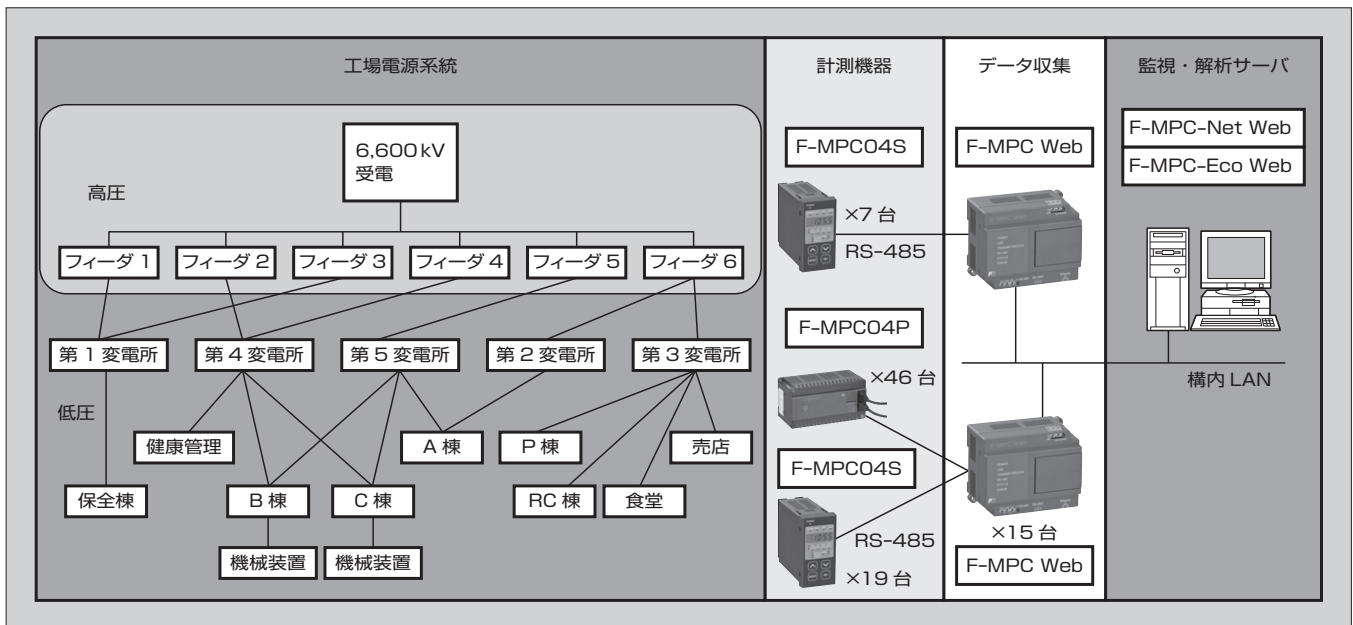 工場電源系統
計測機器
データ収集
監視・解析サーバ
6,600kV
受電
高圧
フィーダ 1
フィーダ 2
フィーダ 3
フィーダ 4
フィーダ 5
フィーダ 6
第 1 変電所
第 4 変電所
第 5 変電所
第 2 変電所
第 3 変電所
低圧
健康管理
A 棟
P 棟
売店
保全棟
B 棟
C 棟
RC 棟
食堂
機械装置
機械装置
F-MPC04S
×7 台
RS-485
F-MPC04P
×46 台
F-MPC04S
RS-485
×19 台
F-MPC Web
×15 台
F-MPC Web
F-MPC-Net Web
F-MPC-Eco Web
構内 LAN